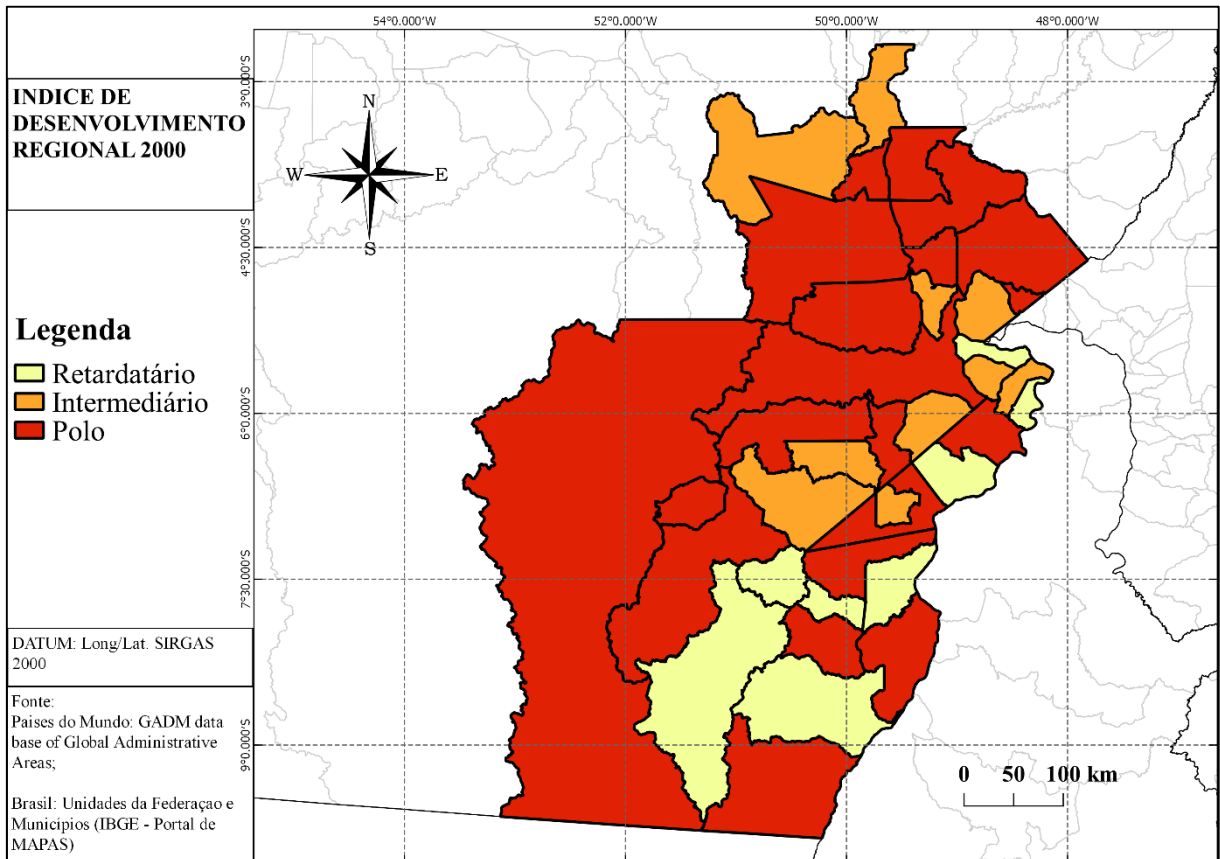 54°0.000'W 52°0.000'W 50°0.000'W 48°0.000'W
INDICE DE
DESENVOLVIMENTO
REGIONAL 2000
N
W E
S
3°0.000'S
4°30.000'S
6°0.000'S
7°30.000'S
9°0.000'S
Legenda
Retardatário
Intermediário
Polo
DATUM: Long/Lat. SIRGAS
2000
Fonte:
Paises do Mundo: GADM data
base of Global Administrative
Areas;
Brasil: Unidades da Federaçao e
Municípios (IBGE - Portal de
MAPAS)
0 50 100 km